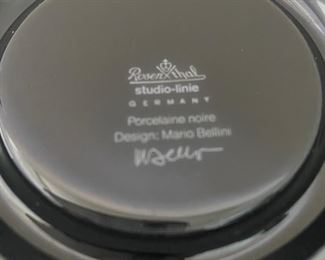 Rosenthal
studio-linie
GERMANY
Porcelaine noire
Design: Mario Bellini